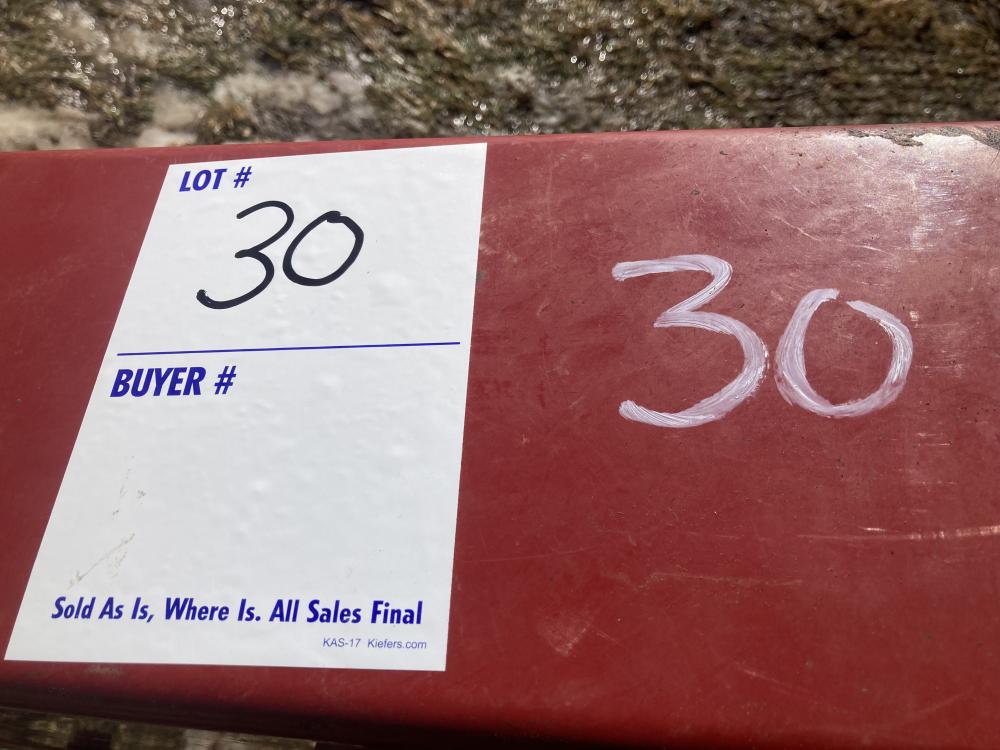 LOT #
30
BUYER #
Sold As Is, Where Is. All Sales Final
KAS-17 Kiefers.com
30